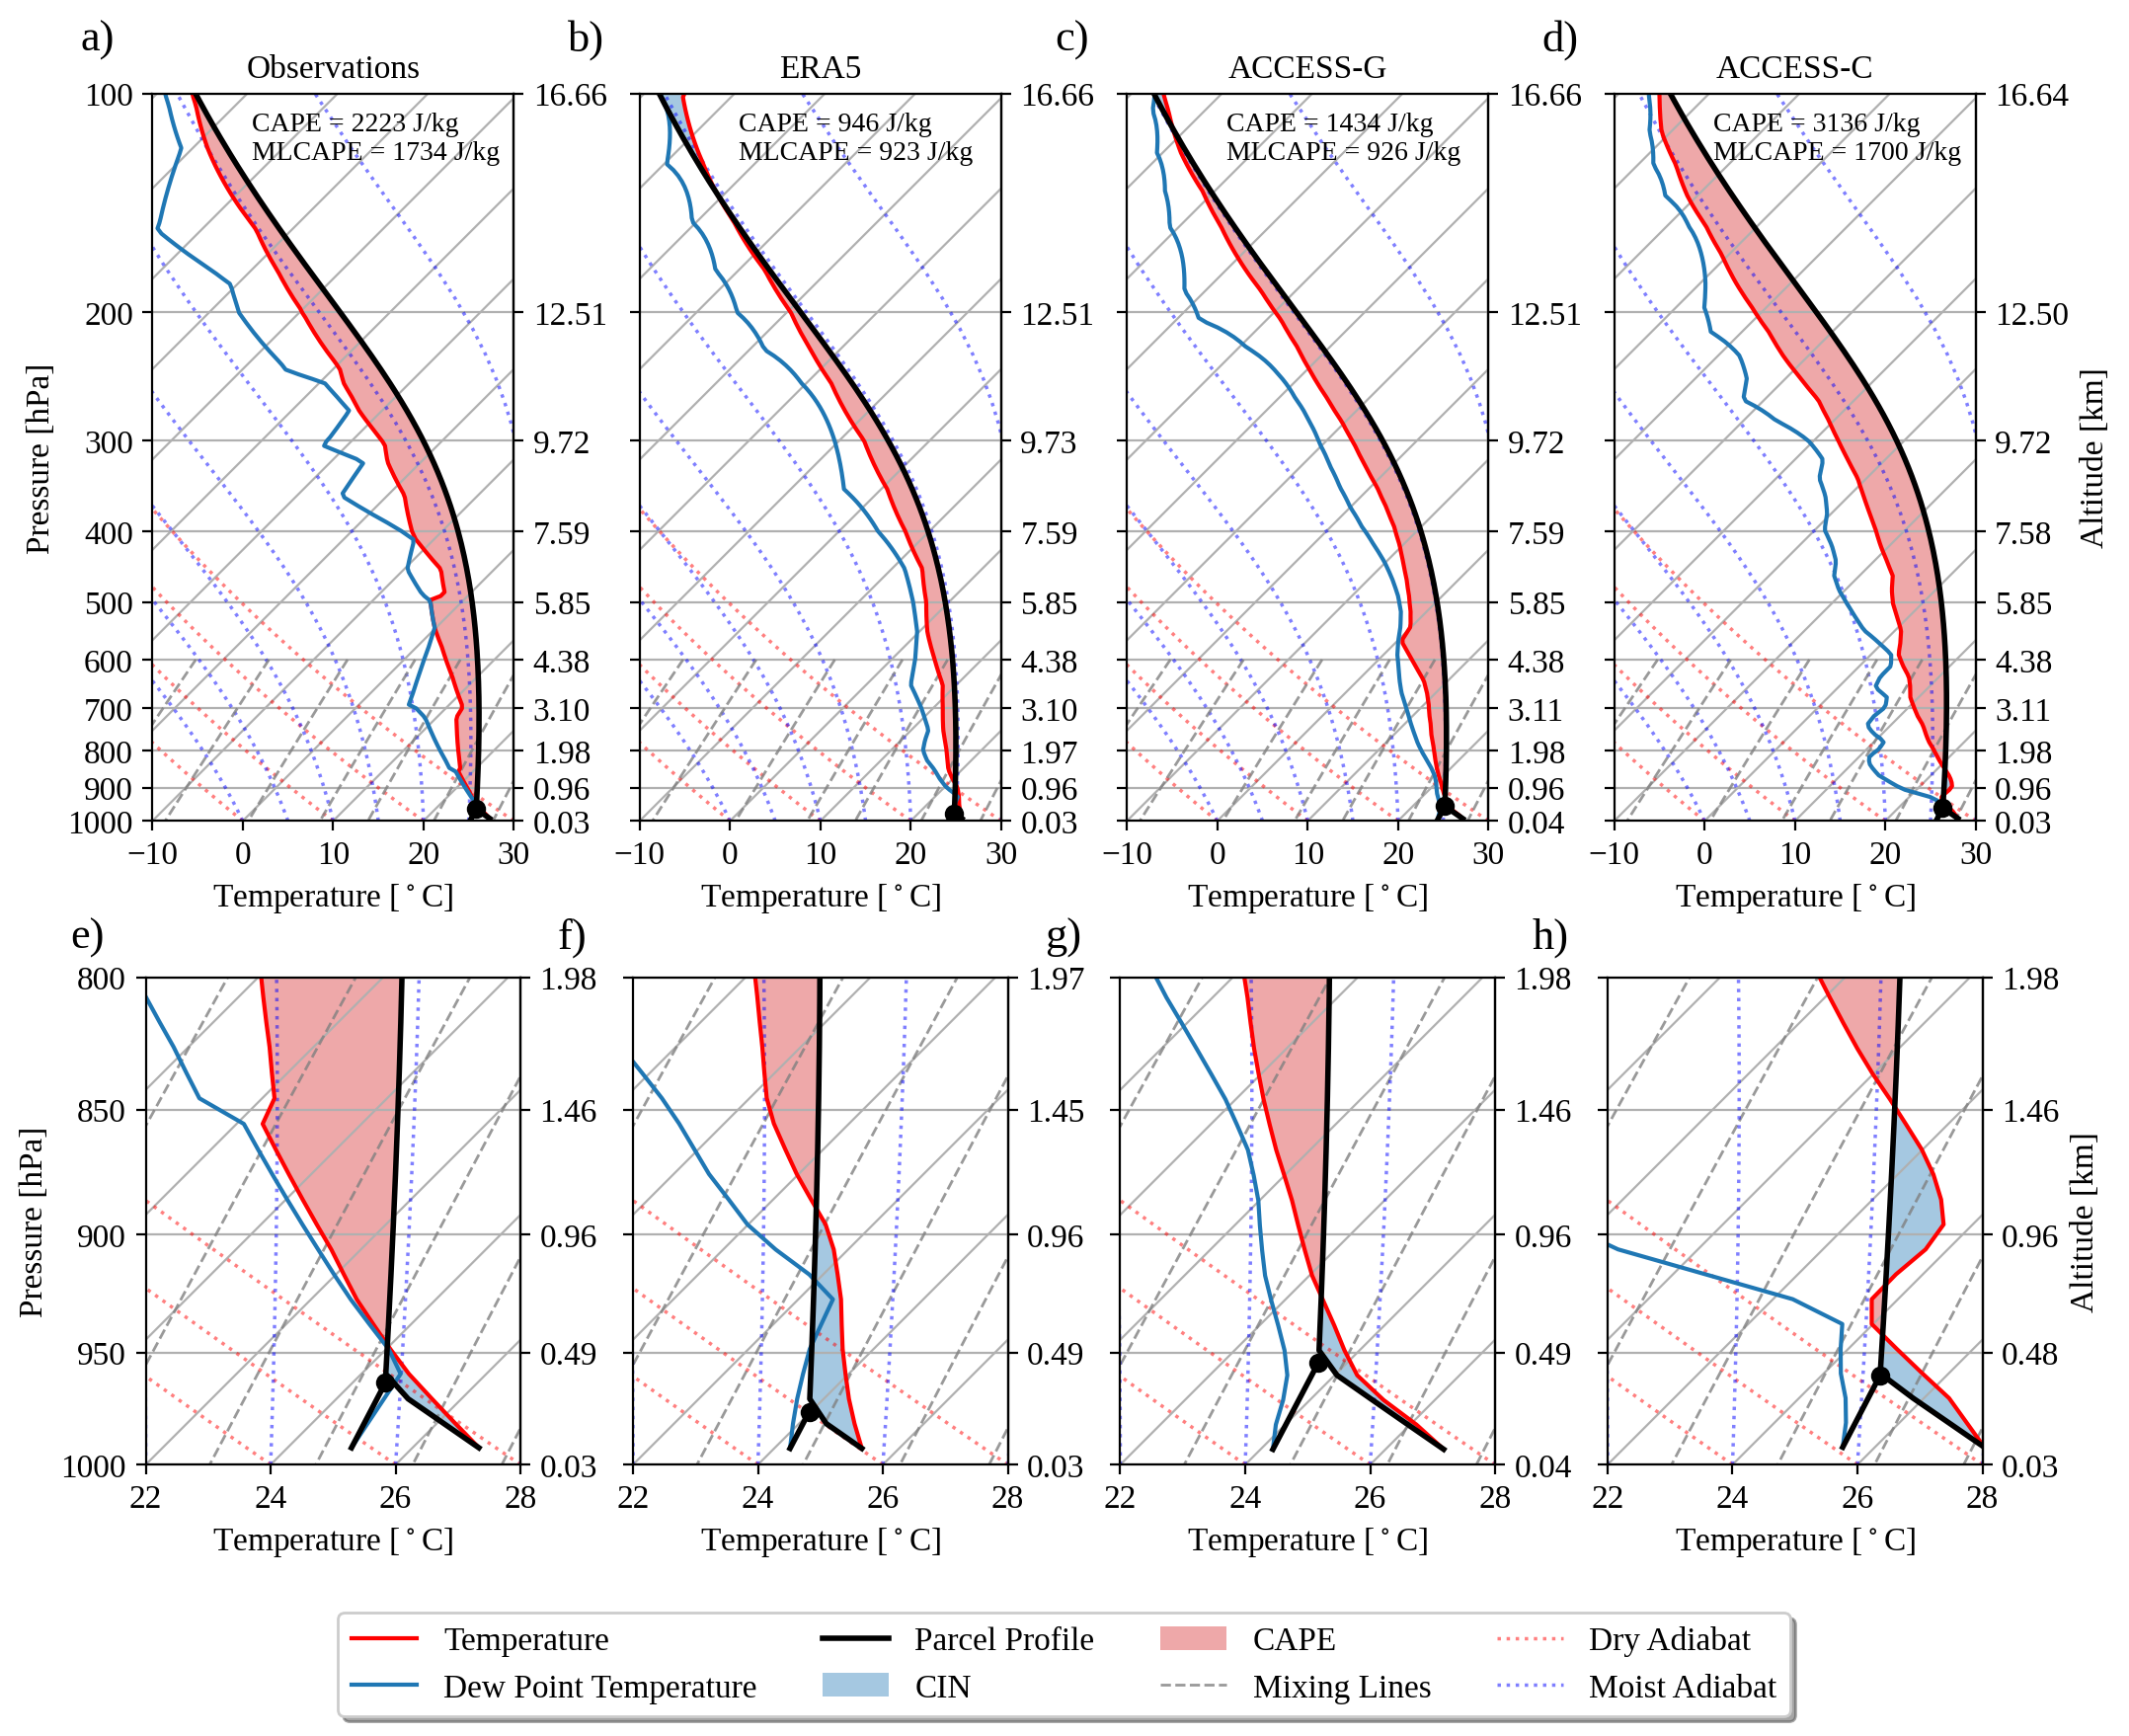 a)
Observations
b)
ERA5
c)
ACCESS-G
d)
ACCESS-C
CAPE = 2223 J/kg
MLCAPE = 1734 J/kg
CAPE = 946 J/kg
MLCAPE = 923 J/kg
CAPE = 1434 J/kg
MLCAPE = 926 J/kg
CAPE = 3136 J/kg
MLCAPE = 1700 J/kg
Pressure [hPa]
100
200
300
400
500
600
700
800
900
1000
16.66
12.51
9.72
7.59
5.85
4.38
3.10
1.98
0.96
0.03
16.66
12.51
9.73
7.59
5.85
4.38
3.10
1.97
0.96
0.03
16.66
12.51
9.72
7.59
5.85
4.38
3.11
1.98
0.96
0.04
16.64
12.50
9.72
7.58
5.85
4.38
3.11
1.98
0.96
0.03
Altitude [km]
−10 0 10 20 30
−10 0 10 20 30
−10 0 10 20 30
−10 0 10 20 30
Temperature [°C]
Temperature [°C]
Temperature [°C]
Temperature [°C]
e)
f)
g)
h)
Pressure [hPa]
800
850
900
950
1000
1.98
1.46
0.96
0.49
0.03
1.97
1.45
0.96
0.49
0.03
1.98
1.46
0.96
0.49
0.04
1.98
1.46
0.96
0.48
0.03
Altitude [km]
22 24 26 28
22 24 26 28
22 24 26 28
22 24 26 28
Temperature [°C]
Temperature [°C]
Temperature [°C]
Temperature [°C]
Temperature
Parcel Profile
CAPE
Dry Adiabat
Dew Point Temperature
CIN
Mixing Lines
Moist Adiabat